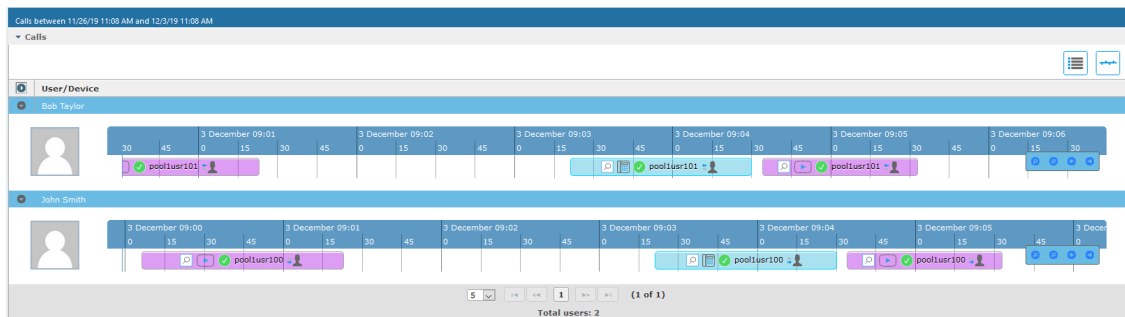 Calls between 11/26/19 11:08 AM and 12/3/19 11:08 AM
Calls
User/Device
Bob Taylor
3 December 09:01 3 December 09:02 3 December 09:03 3 December 09:04 3 December 09:05 3 December 09:06
30 45 0 15 30 45 0 15 30 45 0 15 30 45 0 15 30 45 0 15 30 45 0 15 30
pool1usr101 pool1usr101 pool1usr101
John Smith
3 December 09:00 3 December 09:01 3 December 09:02 3 December 09:03 3 December 09:04 3 December 09:05 3 Decem
0 15 30 45 0 15 30 45 0 15 30 45 0 15 30 45 0 15 30 45 0 15 30 45 0
pool1usr100 pool1usr100 pool1usr100
5 1 (1 of 1)
Total users: 2